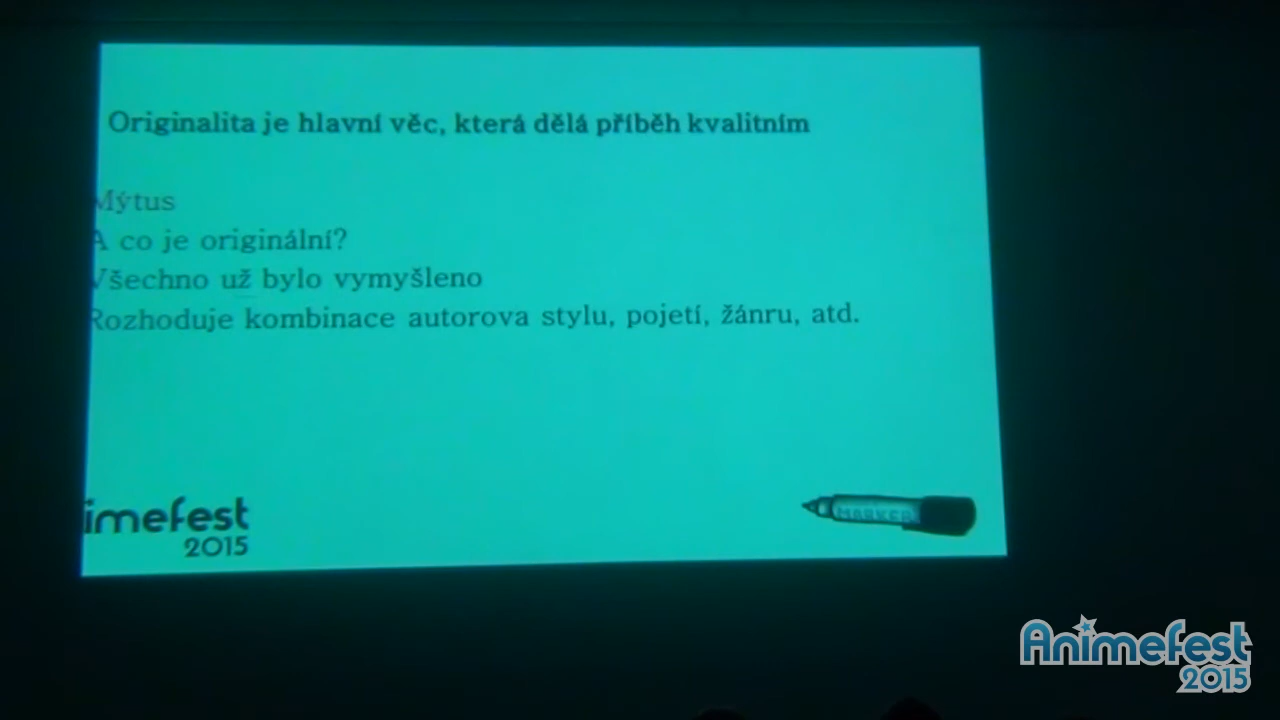 Originalita je hlavní věc, která dělá příběh kvalitním
Mýtus
A co je originální?
Všechno už bylo vymyšleno
Rozhoduje kombinace autorova stylu, pojetí, žánru, atd.
imefest
2015
MARKER
Animefest
2015